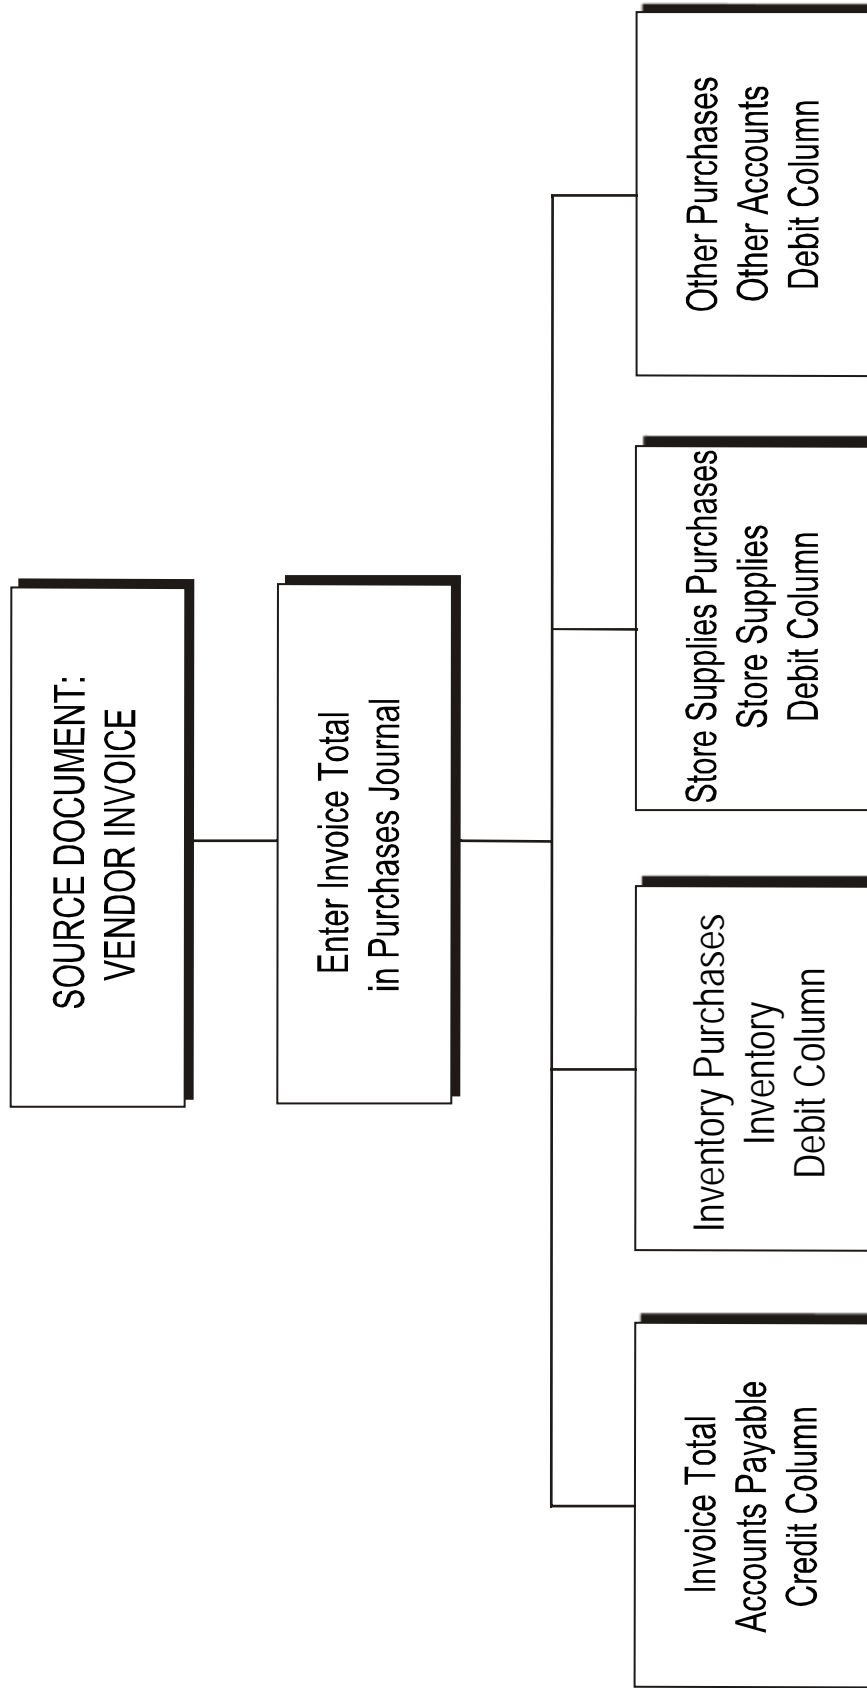 SOURCE DOCUMENT:
VENDOR INVOICE
Enter Invoice Total
in Purchases Journal
Invoice Total
Accounts Payable
Credit Column
Inventory Purchases
Inventory
Debit Column
Store Supplies Purchases
Store Supplies
Debit Column
Other Purchases
Other Accounts
Debit Column